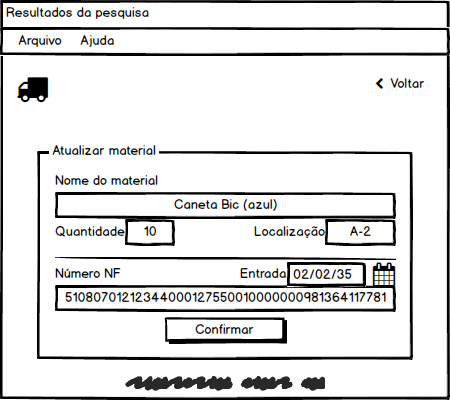 Resultados da pesquisa
Arquivo Ajuda
Voltar
Atualizar material
Nome do material
Caneta Bic (azul)
Quantidade 10 Localização A-2
Número NF Entrada 02/02/35
51080701212344000127550010000000981364117781
Confirmar